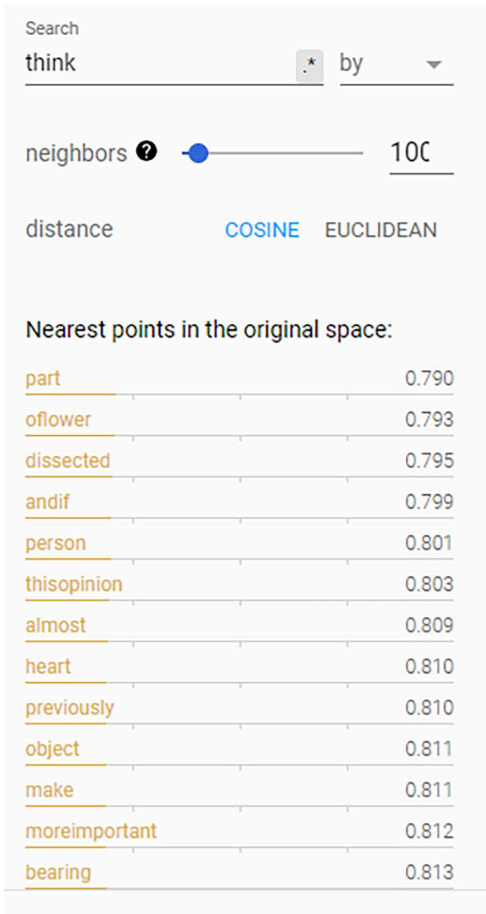 Search
think .* by
neighbors ? 100
distance COSINE EUCLIDEAN
Nearest points in the original space:
part 0.790
oflower 0.793
dissected 0.795
andif 0.799
person 0.801
thisopinion 0.803
almost 0.809
heart 0.810
previously 0.810
object 0.811
make 0.811
moreimportant 0.812
bearing 0.813